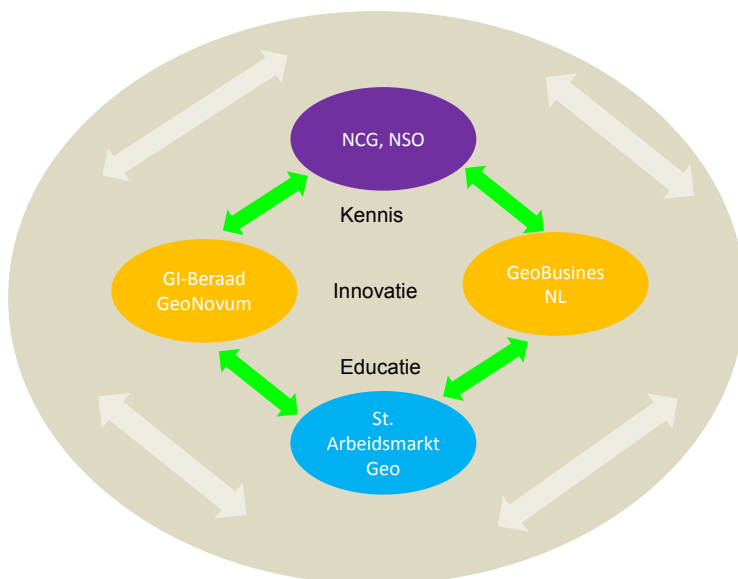 NCG, NSO
Kennis
GI-Beraad
GeoNovum
Innovatie
GeoBusines
NL
Educatie
St.
Arbeidsmarkt
Geo